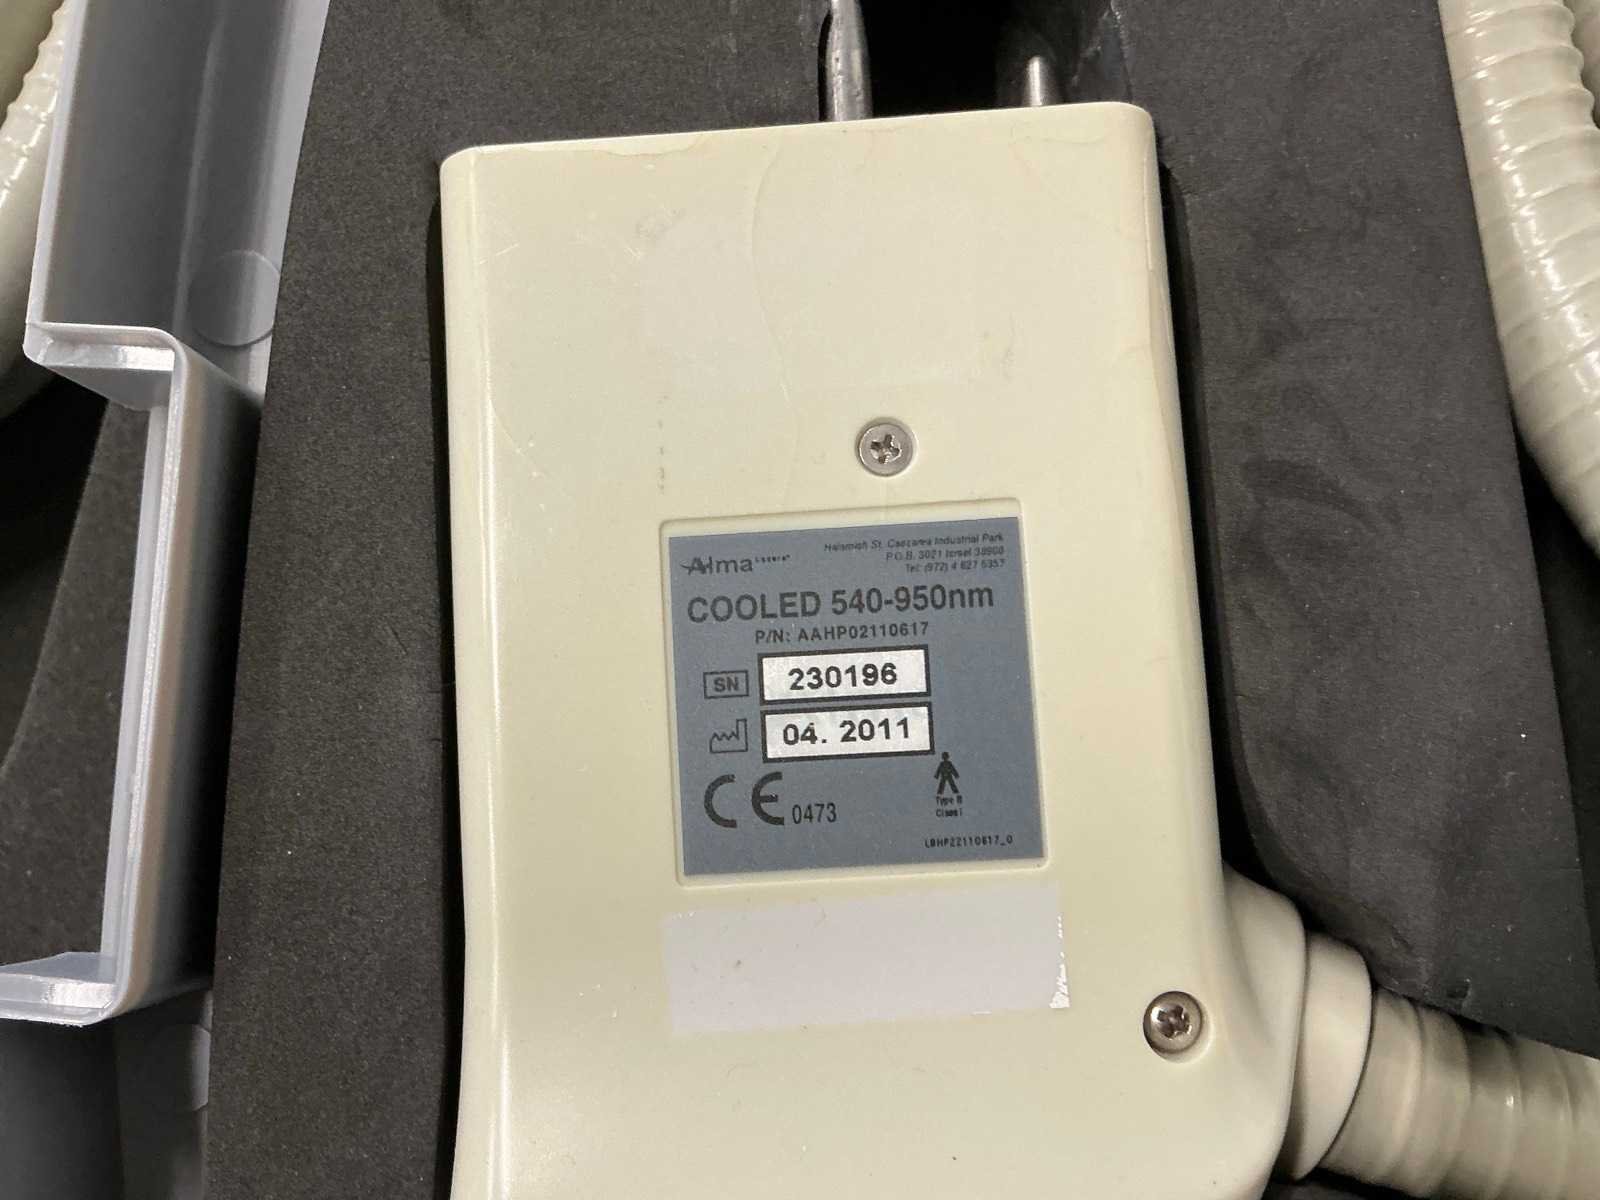 Alma Lasers
Halamish St. Caesarea Industrial Park
P.O.B. 3021 Israel 38900
Tel: (972) 4 627 5357
COOLED 540-950nm
P/N: AAHP02110617
SN 230196
04. 2011
CE 0473
Type B
Class I
LBHP22110617_0